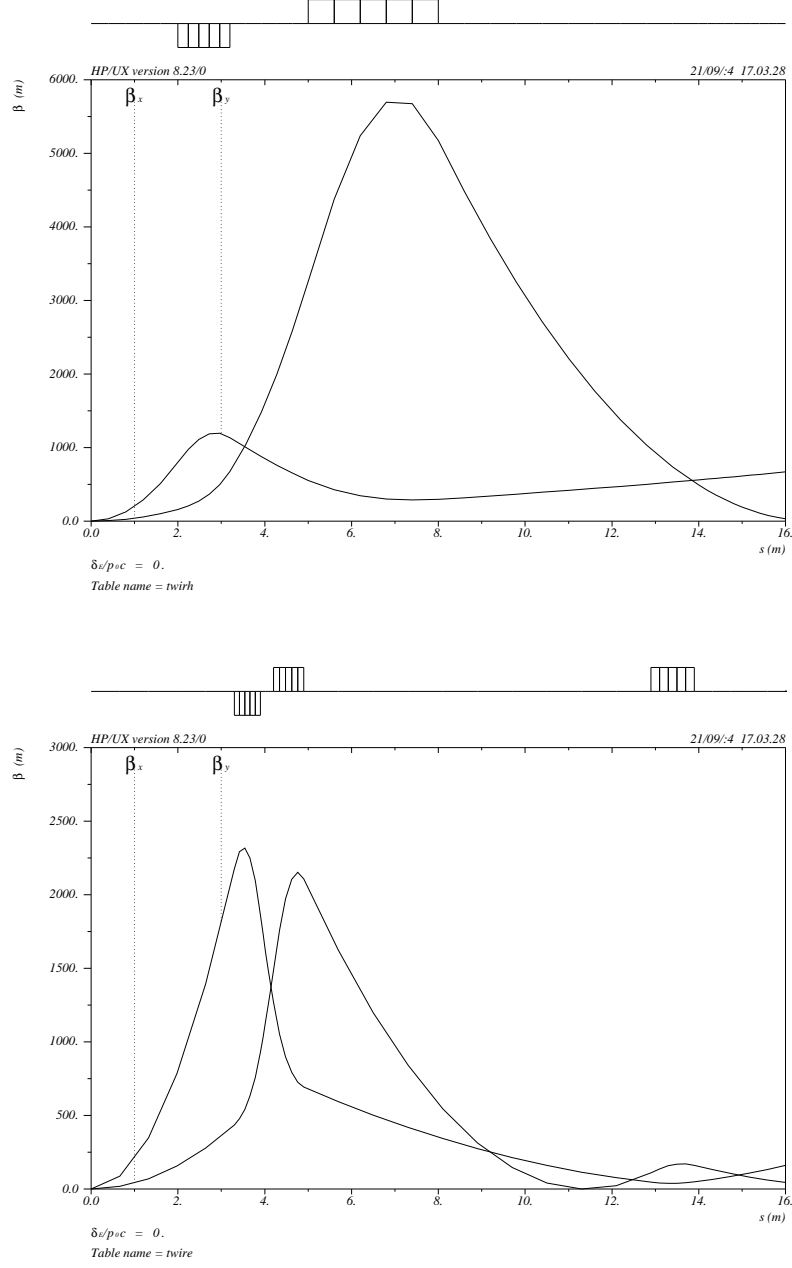 HP/UX version 8.23/0 21/09/:4 17.03.28
β (m)
6000.
βx βy
5000.
4000.
3000.
2000.
1000.
0.0
0.0 2. 4. 6. 8. 10. 12. 14. 16.
s (m)
δE/p0c = 0.
Table name = twirh
HP/UX version 8.23/0 21/09/:4 17.03.28
β (m)
3000.
βx βy
2500.
2000.
1500.
1000.
500.
0.0
0.0 2. 4. 6. 8. 10. 12. 14. 16.
s (m)
δE/p0c = 0.
Table name = twire